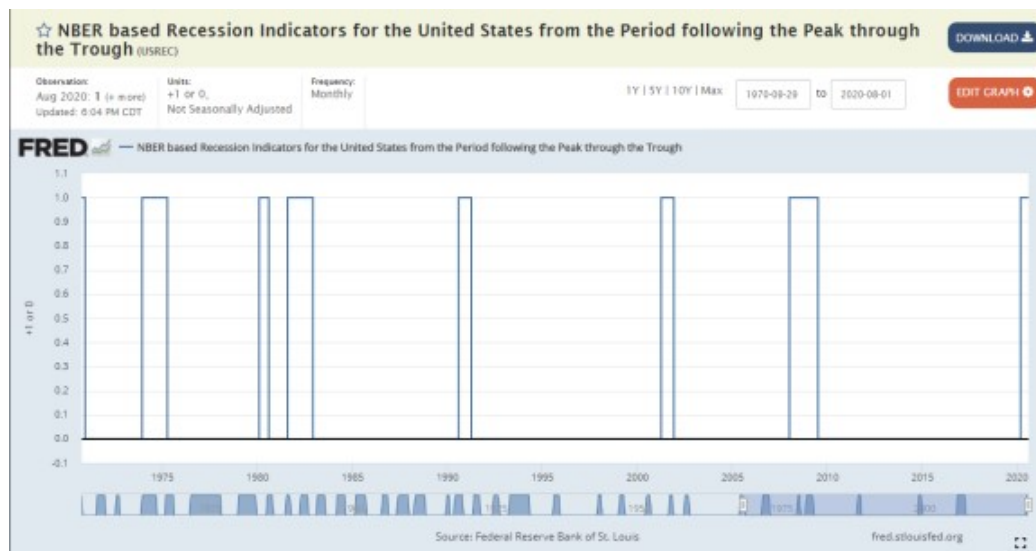 ☆ NBER based Recession Indicators for the United States from the Period following the Peak through
the Trough (USREC)
DOWNLOAD
Observation:
Aug 2020: 1 (+ more)
Updated: 6:04 PM CDT
Units:
+1 or 0,
Not Seasonally Adjusted
Frequency:
Monthly
1Y | 5Y | 10Y | Max
1970-09-29 to 2020-08-01
EDIT GRAPH
FRED — NBER based Recession Indicators for the United States from the Period following the Peak through the Trough
1.1
1.0
0.9
0.8
0.7
0.6
0.5
0.4
0.3
0.2
0.1
0.0
-0.1
+1 or 0
1975 1980 1985 1990 1995 2000 2005 2010 2015 2020
1975 2000
Source: Federal Reserve Bank of St. Louis
fred.stlouisfed.org